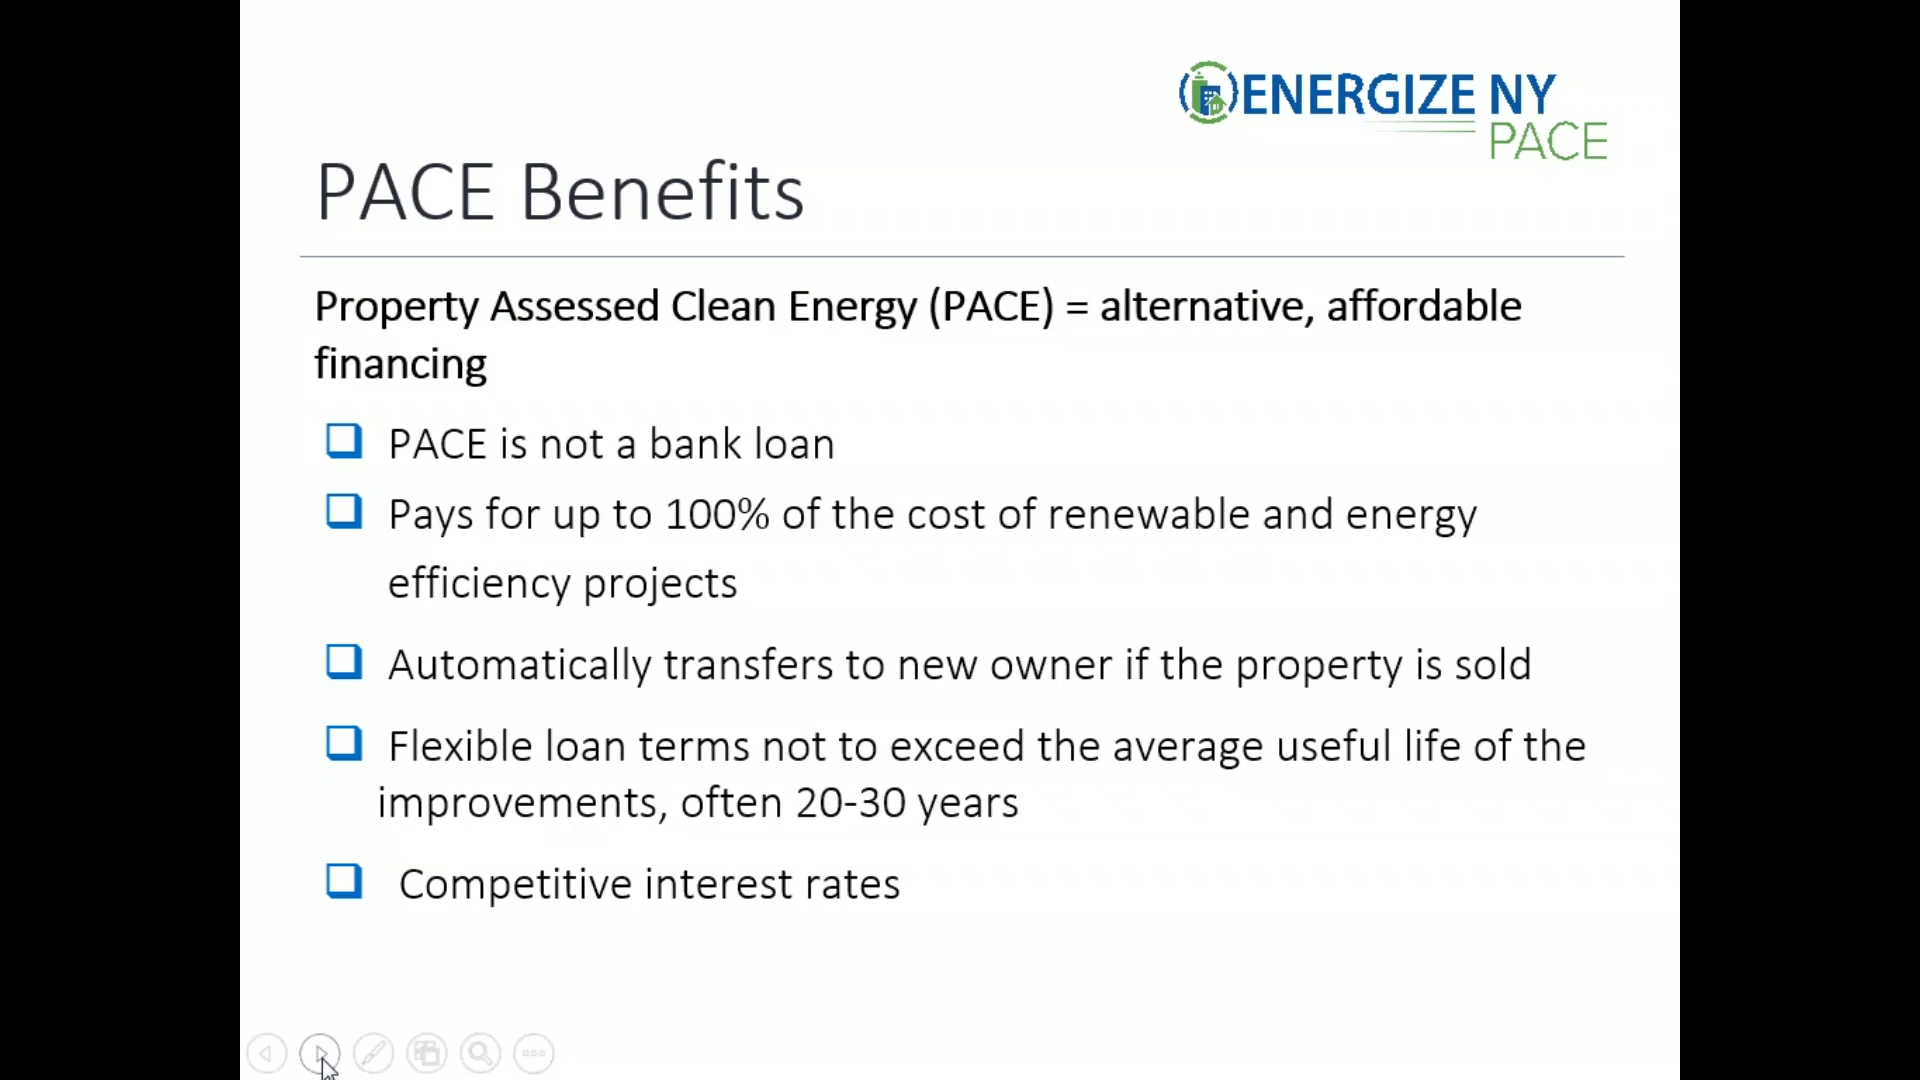 ENERGIZE NY
PACE
PACE Benefits
Property Assessed Clean Energy (PACE) = alternative, affordable
financing
PACE is not a bank loan
Pays for up to 100% of the cost of renewable and energy
efficiency projects
Automatically transfers to new owner if the property is sold
Flexible loan terms not to exceed the average useful life of the
improvements, often 20-30 years
Competitive interest rates